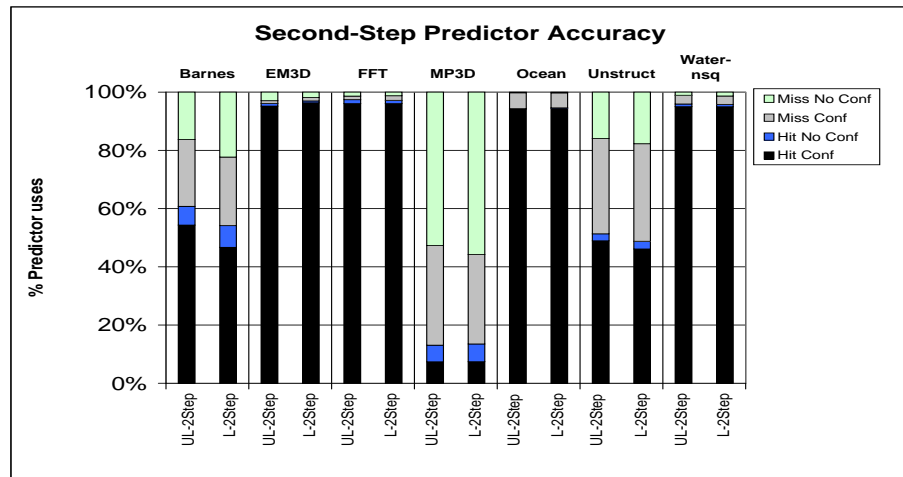 Second-Step Predictor Accuracy
Barnes EM3D FFT MP3D Ocean Unstruct Water-
nsq
100%
80%
60%
40%
20%
0%
% Predictor uses
UL-2Step L-2Step UL-2Step L-2Step UL-2Step L-2Step UL-2Step L-2Step UL-2Step L-2Step UL-2Step L-2Step UL-2Step L-2Step
Miss No Conf
Miss Conf
Hit No Conf
Hit Conf